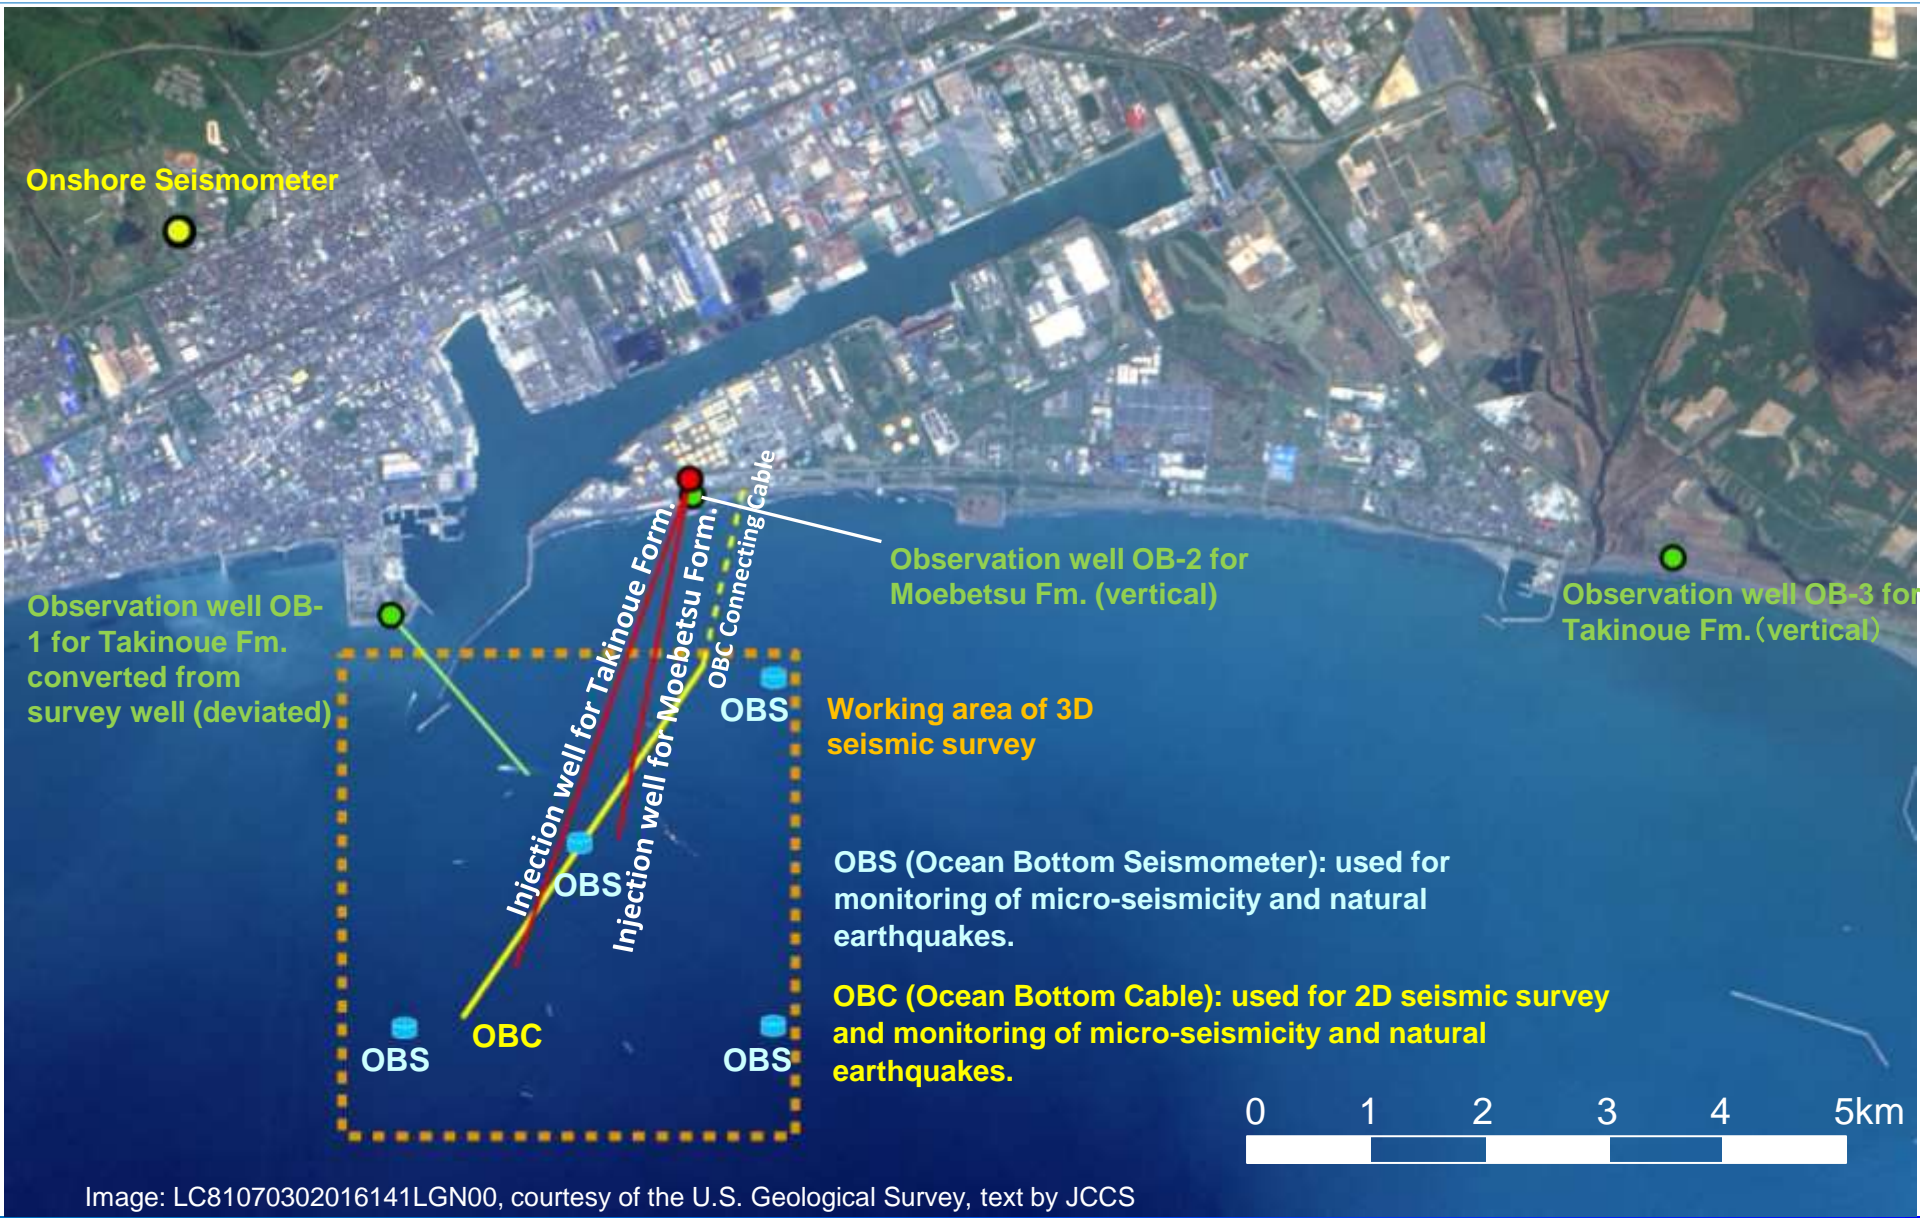 Onshore Seismometer
Injection well for Takinoue Form.
Injection well for Moebetsu Form.
OBC Connecting Cable
Observation well OB-2 for
Moebetsu Fm. (vertical)
Observation well OB-3 for
Takinoue Fm.（vertical）
Observation well OB-
1 for Takinoue Fm.
converted from
survey well (deviated)
OBS
Working area of 3D
seismic survey
OBS
OBS (Ocean Bottom Seismometer): used for
monitoring of micro-seismicity and natural
earthquakes.
OBC (Ocean Bottom Cable): used for 2D seismic survey
and monitoring of micro-seismicity and natural
earthquakes.
OBC
OBS
OBS
0 1 2 3 4 5km
Image: LC81070302016141LGN00, courtesy of the U.S. Geological Survey, text by JCCS